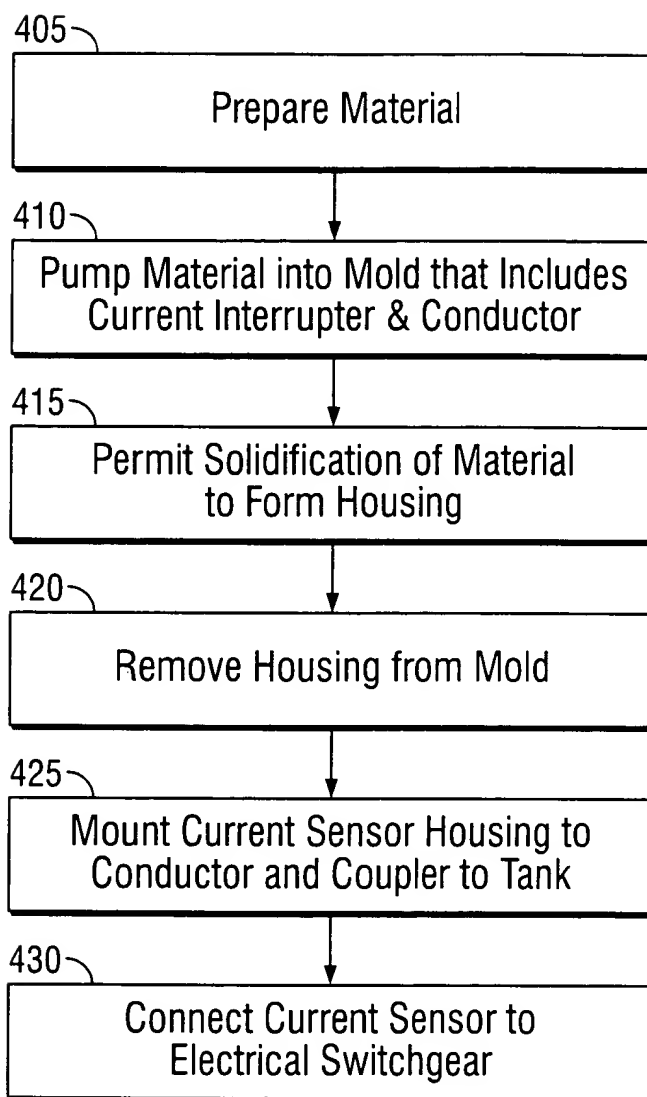 405
Prepare Material
410
Pump Material into Mold that Includes
Current Interrupter & Conductor
415
Permit Solidification of Material
to Form Housing
420
Remove Housing from Mold
425
Mount Current Sensor Housing to
Conductor and Coupler to Tank
430
Connect Current Sensor to
Electrical Switchgear